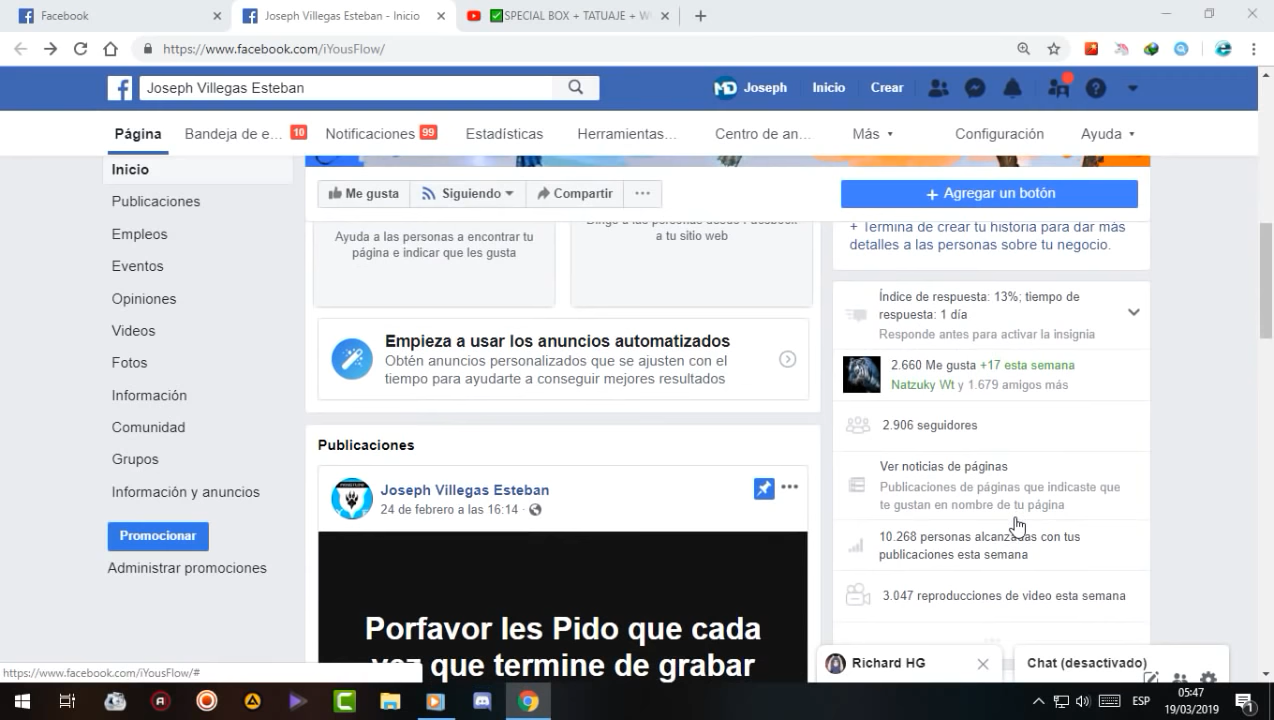 Facebook
Joseph Villegas Esteban - Inicio
SPECIAL BOX + TATUAJE + W
https://www.facebook.com/iYousFlow/
Joseph Villegas Esteban
Joseph
Inicio
Crear
Página
Bandeja de e...
10
Notificaciones
99
Estadísticas
Herramientas...
Centro de an...
Más
Configuración
Ayuda
Inicio
Publicaciones
Empleos
Eventos
Opiniones
Videos
Fotos
Información
Comunidad
Grupos
Información y anuncios
Promocionar
Administrar promociones
Me gusta
Siguiendo
Compartir
Agregar un botón
Ayuda a las personas a encontrar tu
página e indicar que les gusta
Dirige a las personas desde Facebook
a tu sitio web
Empieza a usar los anuncios automatizados
Obtén anuncios personalizados que se ajusten con el
tiempo para ayudarte a conseguir mejores resultados
Publicaciones
Joseph Villegas Esteban
24 de febrero a las 16:14
Porfavor les Pido que cada
vez que termine de grabar
+ Termina de crear tu historia para dar más
detalles a las personas sobre tu negocio.
Índice de respuesta: 13%; tiempo de
respuesta: 1 día
Responde antes para activar la insignia
2.660 Me gusta +17 esta semana
Natzuky Wt y 1.679 amigos más
2.906 seguidores
Ver noticias de páginas
Publicaciones de páginas que indicaste que
te gustan en nombre de tu página
10.268 personas alcanzadas con tus
publicaciones esta semana
3.047 reproducciones de video esta semana
Richard HG
Chat (desactivado)
https://www.facebook.com/iYousFlow/#
ESP
05:47
19/03/2019
1